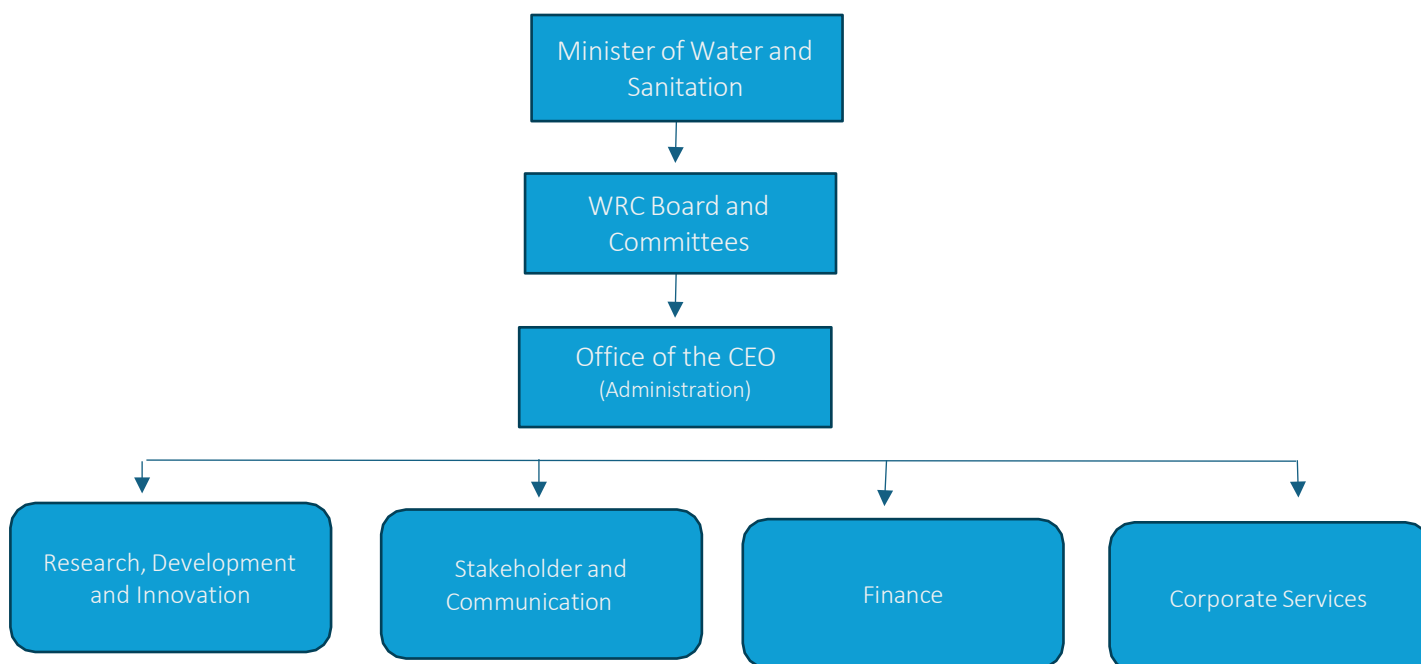 Minister of Water and
Sanitation
WRC Board and
Committees
Office of the CEO
(Administration)
Research, Development
and Innovation
Stakeholder and
Communication
Finance
Corporate Services